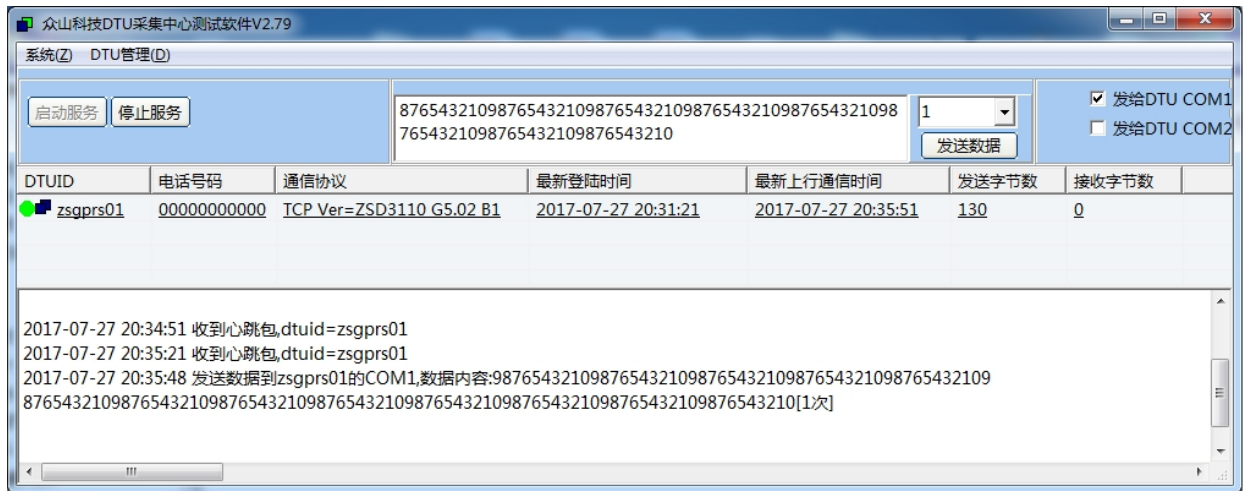 众山科技DTU采集中心测试软件V2.79
系统(Z) DTU管理(D)
启动服务 停止服务
876543210987654321098765432109876543210987654321098
7654321098765432109876543210
1
发送数据
发给DTU COM1
发给DTU COM2
DTUID 电话号码 通信协议 最新登陆时间 最新上行通信时间 发送字节数 接收字节数
zsgprs01 00000000000 TCP Ver=ZSD3110 G5.02 B1 2017-07-27 20:31:21 2017-07-27 20:35:51 130 0
2017-07-27 20:34:51 收到心跳包,dtuid=zsgprs01
2017-07-27 20:35:21 收到心跳包,dtuid=zsgprs01
2017-07-27 20:35:48 发送数据到zsgprs01的COM1,数据内容:987654321098765432109876543210987654321098765432109
8765432109876543210987654321098765432109876543210987654321098765432109876543210[1次]